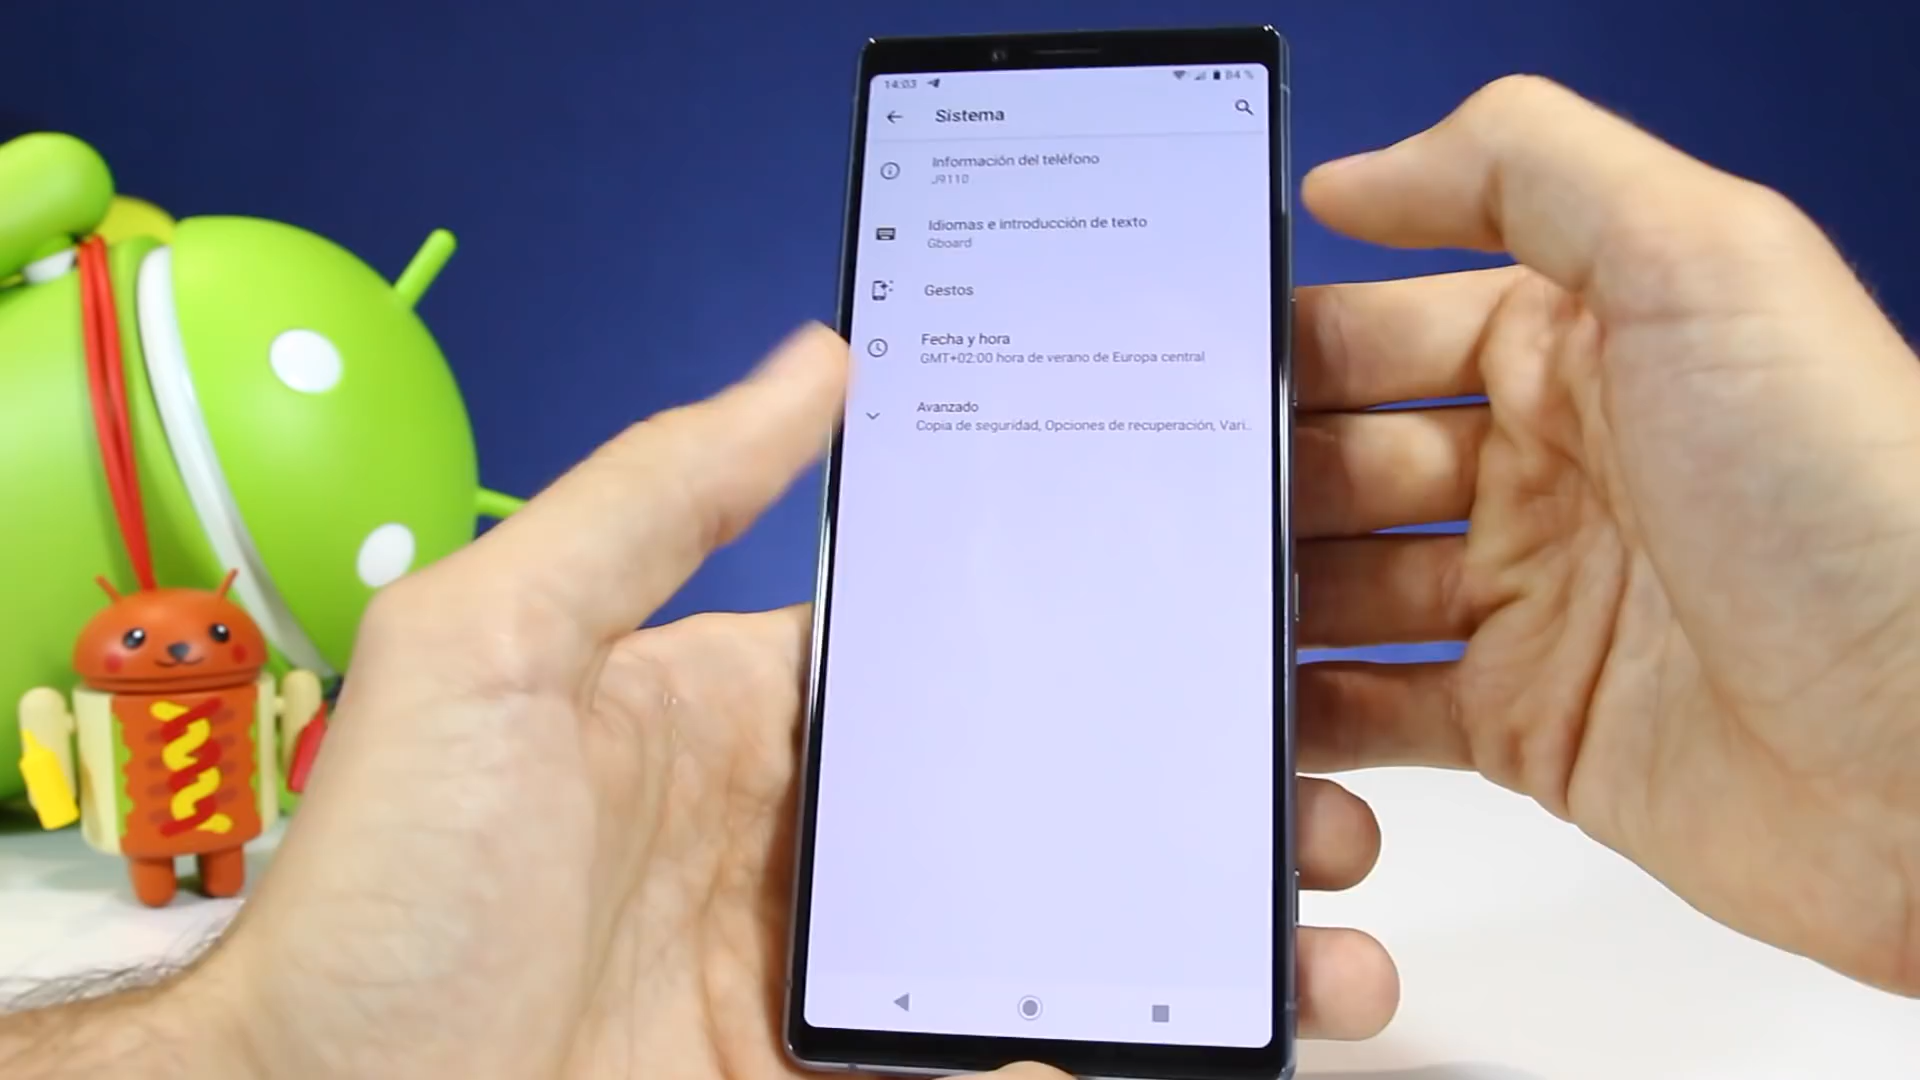 14:03 84 %
Sistema
Información del teléfono
J9110
Idiomas e introducción de texto
Gboard
Gestos
Fecha y hora
GMT+02:00 hora de verano de Europa central
Avanzado
Copia de seguridad, Opciones de recuperación, Vari..